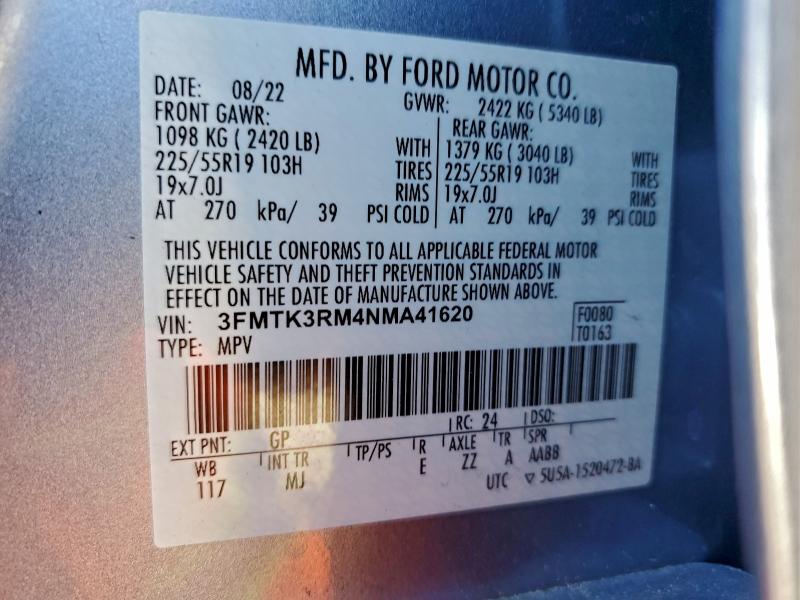 MFD. BY FORD MOTOR CO.
DATE: 08/22 GVWR: 2422 KG ( 5340 LB)
FRONT GAWR: REAR GAWR:
1098 KG ( 2420 LB) WITH 1379 KG ( 3040 LB) WITH
225/55R19 103H TIRES 225/55R19 103H TIRES
19x7.0J RIMS 19x7.0J RIMS
AT 270 kPa/ 39 PSI COLD AT 270 kPa/ 39 PSI COLD
THIS VEHICLE CONFORMS TO ALL APPLICABLE FEDERAL MOTOR
VEHICLE SAFETY AND THEFT PREVENTION STANDARDS IN
EFFECT ON THE DATE OF MANUFACTURE SHOWN ABOVE.
VIN: 3FMTK3RM4NMA41620 F0080
TYPE: MPV T0163
EXT PNT: GP RC: 24 DSO:
WB INT TR TP/PS R AXLE TR SPR
117 MJ E ZZ A AABB
UTC ▽ 5U5A-1520472-BA